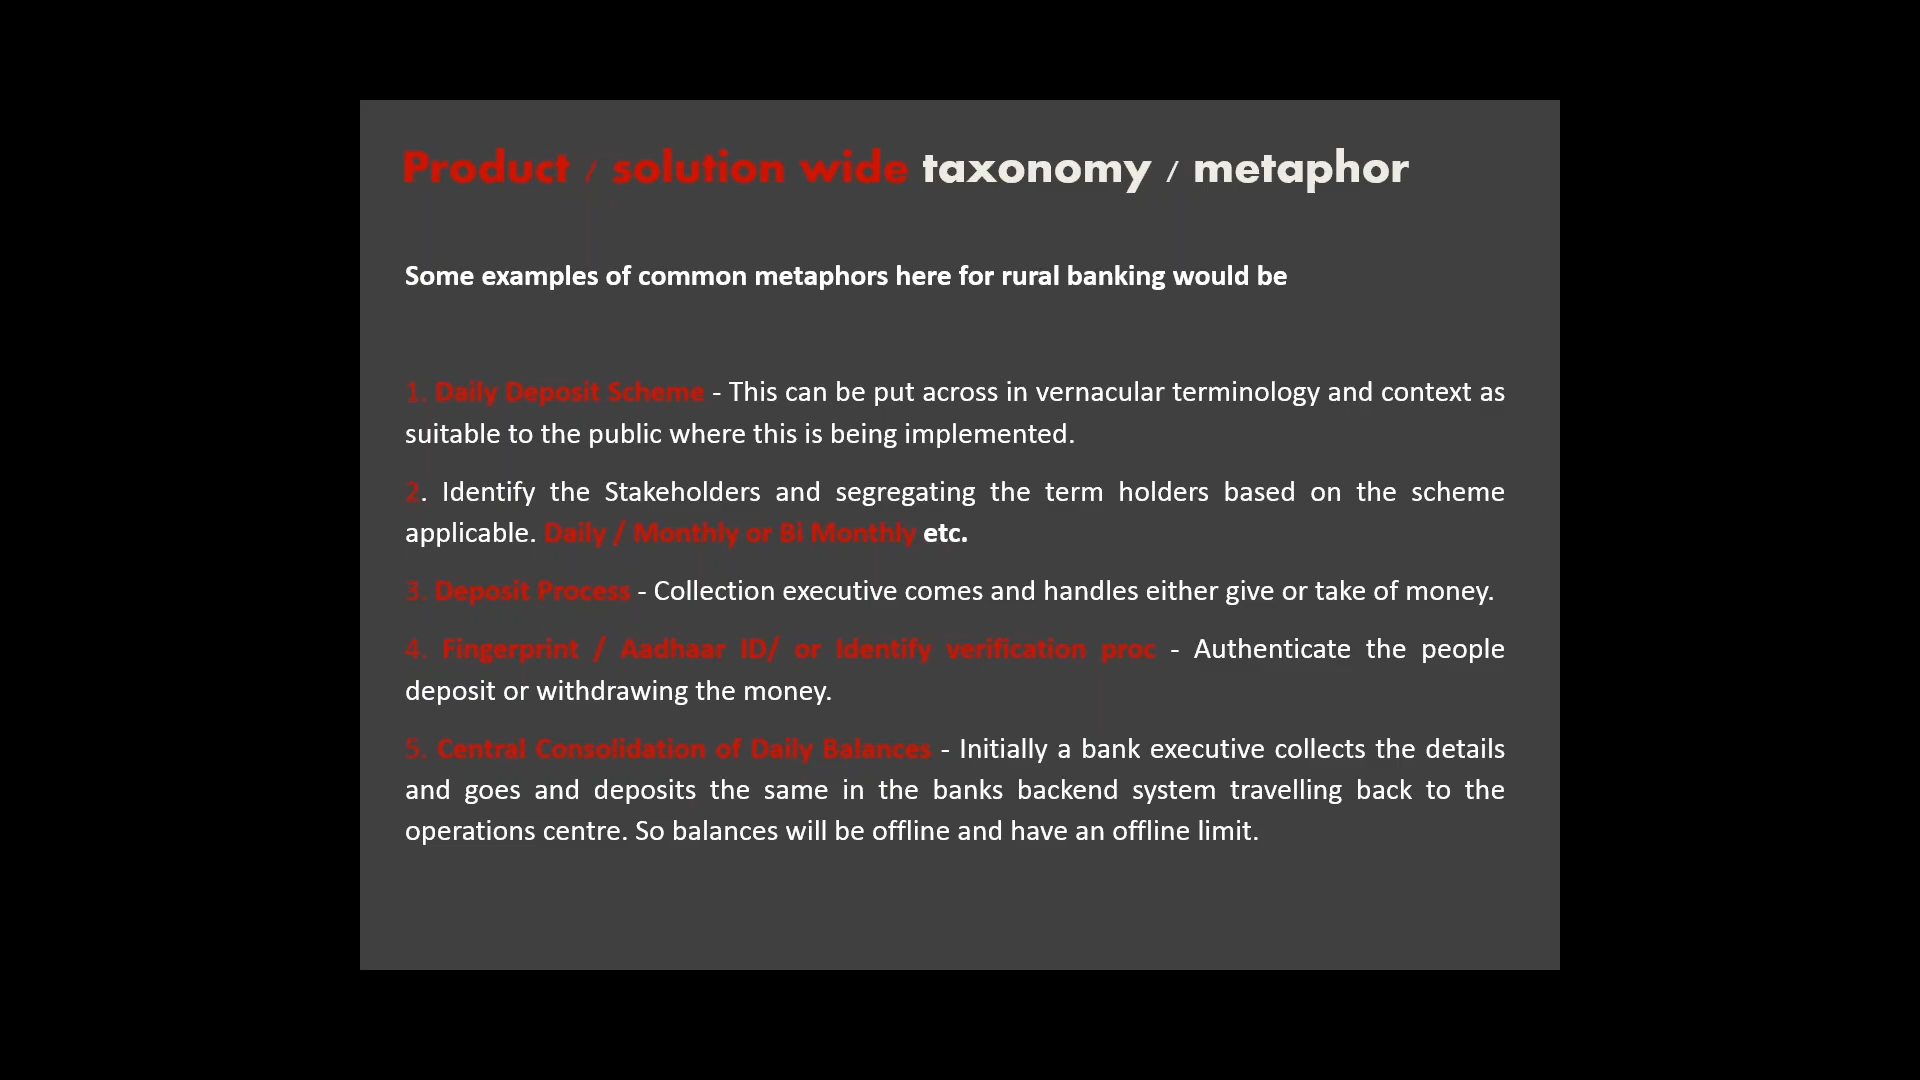 Product / solution wide taxonomy / metaphor
Some examples of common metaphors here for rural banking would be
1. Daily Deposit Scheme - This can be put across in vernacular terminology and context as
suitable to the public where this is being implemented.
2. Identify the Stakeholders and segregating the term holders based on the scheme
applicable. Daily / Monthly or Bi Monthly etc.
3. Deposit Process - Collection executive comes and handles either give or take of money.
4. Fingerprint / Aadhaar ID/ or Identify verification proc - Authenticate the people
deposit or withdrawing the money.
5. Central Consolidation of Daily Balances - Initially a bank executive collects the details
and goes and deposits the same in the banks backend system travelling back to the
operations centre. So balances will be offline and have an offline limit.